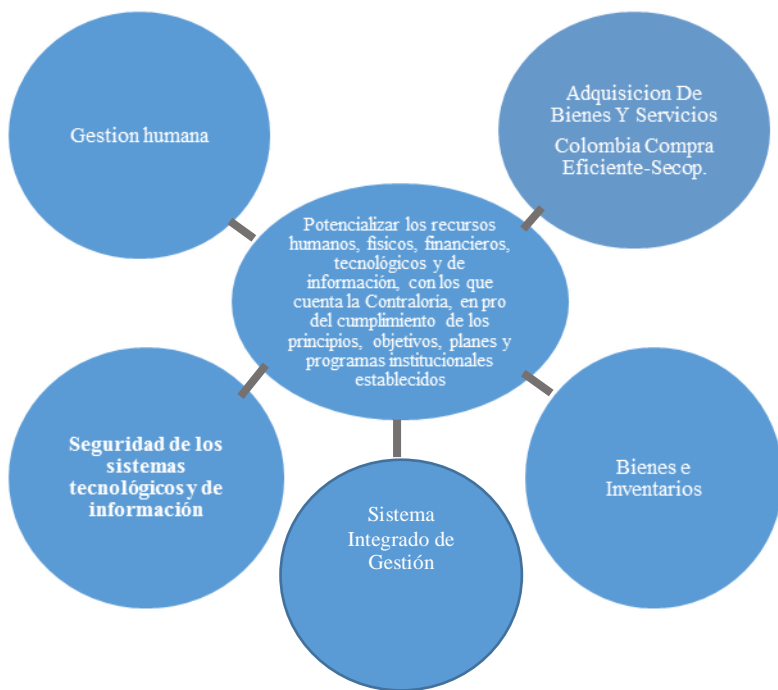 Gestion humana
Adquisicion De
Bienes Y Servicios
Colombia Compra
Eficiente-Secop.
Potencializar los recursos
humanos, físicos, financieros,
tecnológicos y de
información, con los que
cuenta la Contraloría, en pro
del cumplimiento de los
principios, objetivos, planes y
programas institucionales
establecidos
Seguridad de los
sistemas
tecnológicos y de
información
Sistema
Integrado de
Gestión
Bienes e
Inventarios